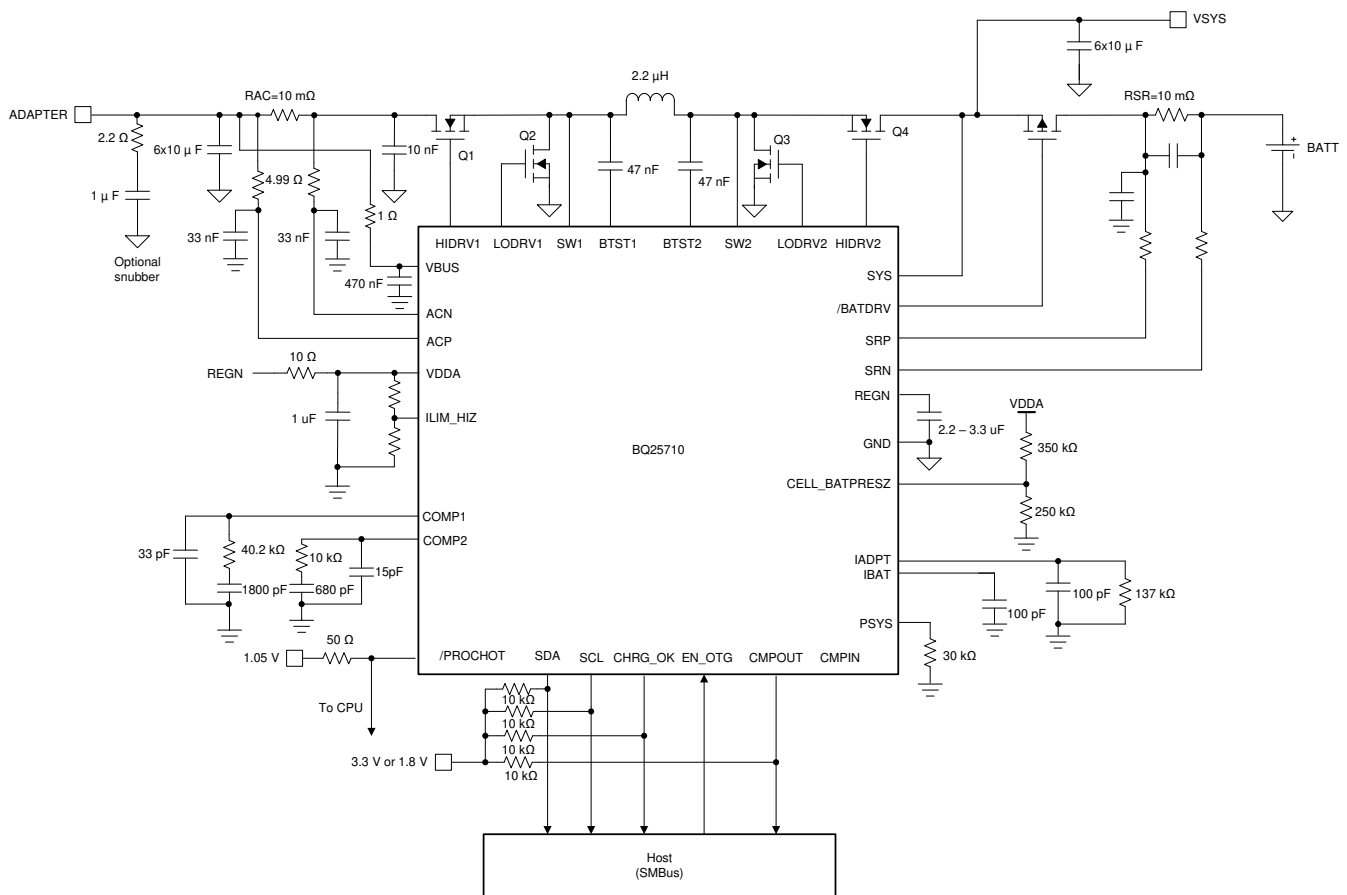 VSYS
6x10 µ F
2.2 µH
RAC=10 mΩ
RSR=10 mΩ
ADAPTER
2.2 Ω
6x10 µ F
10 nF
Q1
Q2
47 nF
47 nF
Q3
Q4
BATT
1 µ F
4.99 Ω
1 Ω
33 nF
33 nF
Optional
snubber
HIDRV1
LODRV1
SW1
BTST1
BTST2
SW2
LODRV2
HIDRV2
VBUS
470 nF
SYS
ACN
/BATDRV
ACP
SRP
10 Ω
REGN
VDDA
SRN
REGN
1 uF
ILIM_HIZ
2.2 – 3.3 uF
VDDA
GND
350 kΩ
BQ25710
CELL_BATPRESZ
250 kΩ
COMP1
COMP2
33 pF
40.2 kΩ
10 kΩ
15pF
1800 pF
680 pF
IADPT
IBAT
100 pF
100 pF
137 kΩ
PSYS
30 kΩ
50 Ω
1.05 V
/PROCHOT
SDA
SCL
CHRG_OK
EN_OTG
CMPOUT
CMPIN
To CPU
10 kΩ
10 kΩ
10 kΩ
3.3 V or 1.8 V
10 kΩ
Host
(SMBus)